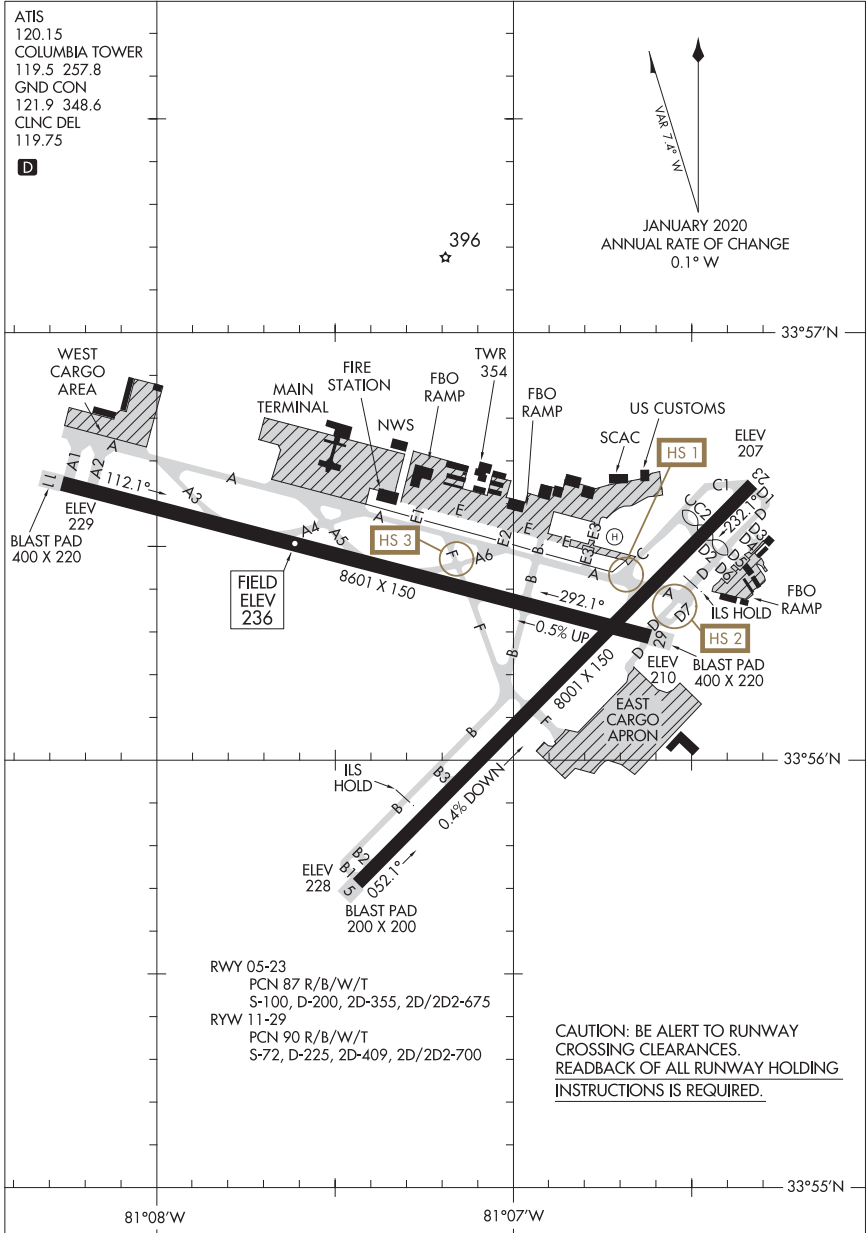 ATIS
120.15
COLUMBIA TOWER
119.5 257.8
GND CON
121.9 348.6
CLNC DEL
119.75
D
VAR 7.4° W
JANUARY 2020
ANNUAL RATE OF CHANGE
0.1° W
396
33°57'N
WEST
CARGO
AREA
MAIN
TERMINAL
FIRE
STATION
NWS
FBO
RAMP
TWR
354
FBO
RAMP
SCAC
US CUSTOMS
HS 1
ELEV
207
23
A1
A2
A
A
A3
A4
A5
A
E1
E
E2
E
E
E3
E3
H
A6
F
B
B
A
C
C
C1
C2
D1
D
D3
D
D
D7
A
D
D
232.1°
11
112.1°
ELEV
229
BLAST PAD
400 X 220
HS 3
FIELD
ELEV
236
8601 X 150
292.1°
0.5% UP
ILS HOLD
FBO
RAMP
HS 2
29
ELEV
210
BLAST PAD
400 X 220
8001 X 150
F
B
F
EAST
CARGO
APRON
33°56'N
B
B3
B
ILS
HOLD
0.4% DOWN
B2
B1
5
052.1°
ELEV
228
BLAST PAD
200 X 200
RWY 05-23
PCN 87 R/B/W/T
S-100, D-200, 2D-355, 2D/2D2-675
RYW 11-29
PCN 90 R/B/W/T
S-72, D-225, 2D-409, 2D/2D2-700
CAUTION: BE ALERT TO RUNWAY
CROSSING CLEARANCES.
READBACK OF ALL RUNWAY HOLDING
INSTRUCTIONS IS REQUIRED.
33°55'N
81°08'W
81°07'W